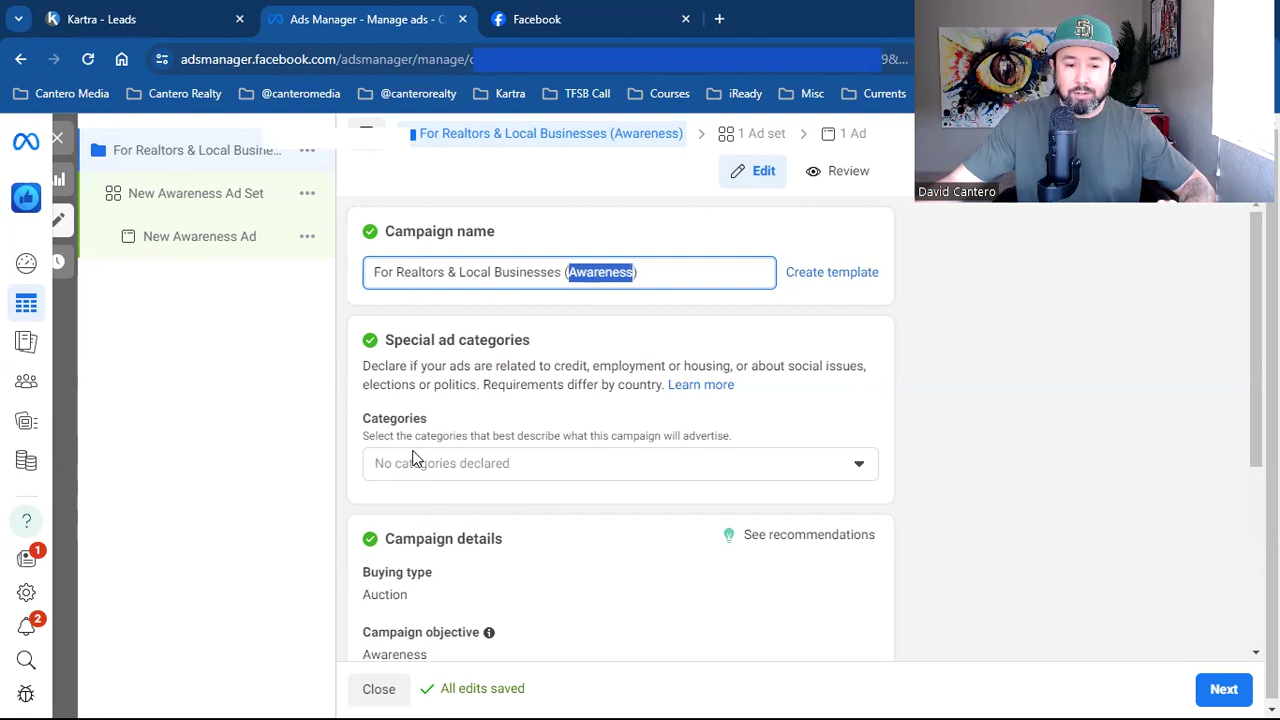 Kartra - Leads
Ads Manager - Manage ads - C
Facebook
adsmanager.facebook.com/adsmanager/manage/c
9&...
Cantero Media
Cantero Realty
@canteromedia
@canterorealty
Kartra
TFSB Call
Courses
iReady
Misc
Currents
For Realtors & Local Busine...
New Awareness Ad Set
New Awareness Ad
For Realtors & Local Businesses (Awareness)
1 Ad set
1 Ad
Edit
Review
David Cantero
Campaign name
For Realtors & Local Businesses (Awareness)
Create template
Special ad categories
Declare if your ads are related to credit, employment or housing, or about social issues,
elections or politics. Requirements differ by country. Learn more
Categories
Select the categories that best describe what this campaign will advertise.
No categories declared
Campaign details
See recommendations
Buying type
Auction
Campaign objective
Awareness
1
2
Close
All edits saved
Next